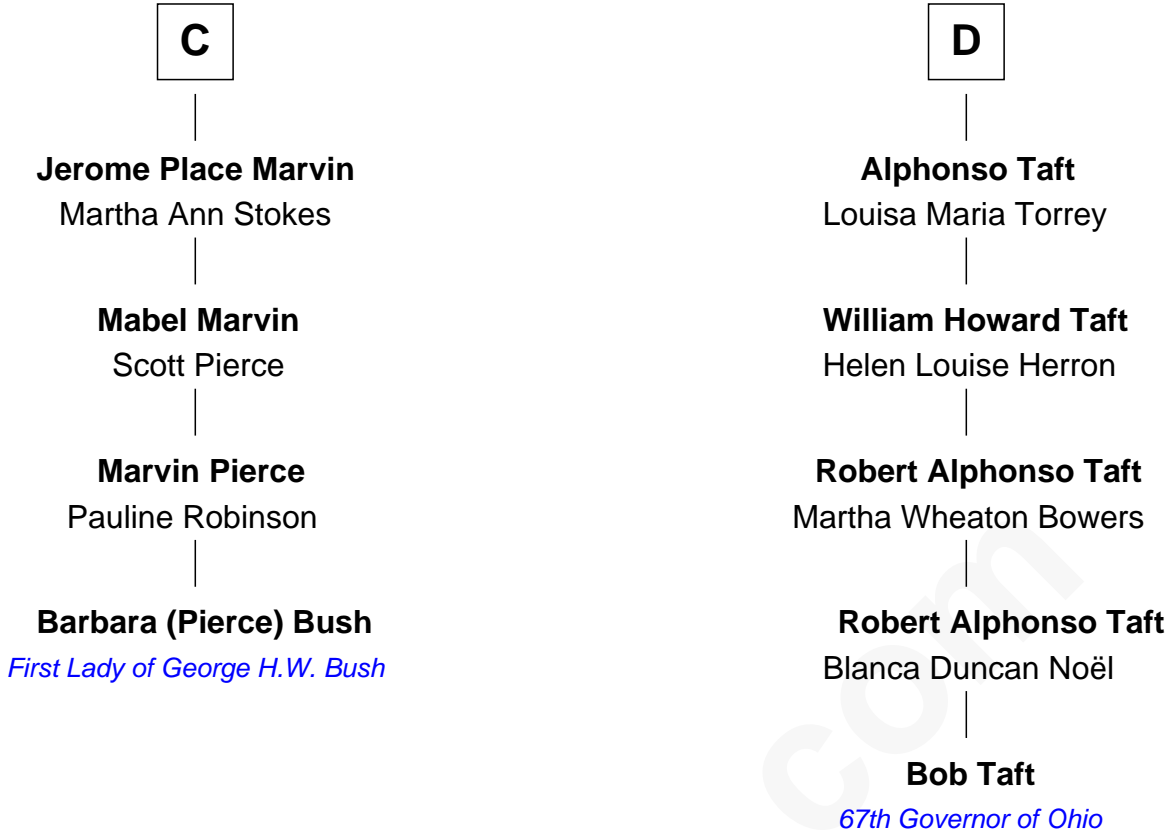 C
Jerome Place Marvin
Martha Ann Stokes
Mabel Marvin
Scott Pierce
Marvin Pierce
Pauline Robinson
Barbara (Pierce) Bush
First Lady of George H.W. Bush
D
Alphonso Taft
Louisa Maria Torrey
William Howard Taft
Helen Louise Herron
Robert Alphonso Taft
Martha Wheaton Bowers
Robert Alphonso Taft
Blanca Duncan Noël
Bob Taft
67th Governor of Ohio
com